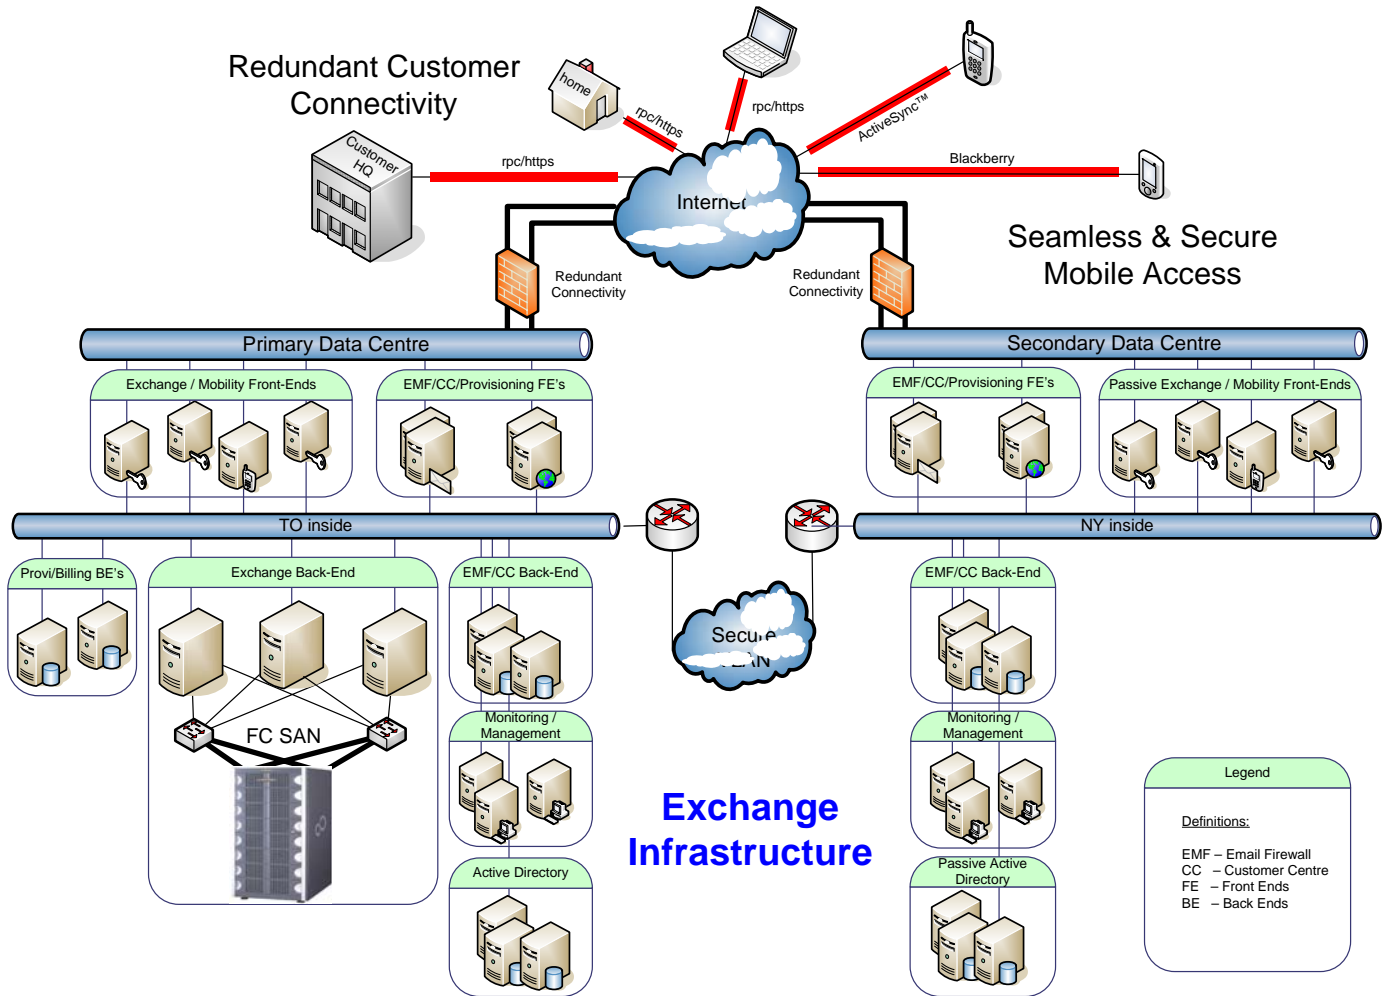 Redundant Customer
Connectivity
home
rpc/https
rpc/https
ActiveSync™
Customer
HQ
rpc/https
Blackberry
Internet
Seamless & Secure
Mobile Access
Redundant
Connectivity
Redundant
Connectivity
Primary Data Centre
Secondary Data Centre
Exchange / Mobility Front-Ends
EMF/CC/Provisioning FE's
EMF/CC/Provisioning FE's
Passive Exchange / Mobility Front-Ends
TO inside
NY inside
Provi/Billing BE's
Exchange Back-End
EMF/CC Back-End
EMF/CC Back-End
Secure
FC SAN
Monitoring /
Management
Monitoring /
Management
Exchange
Infrastructure
Active Directory
Passive Active
Directory
Legend
Definitions:
EMF – Email Firewall
CC – Customer Centre
FE – Front Ends
BE – Back Ends